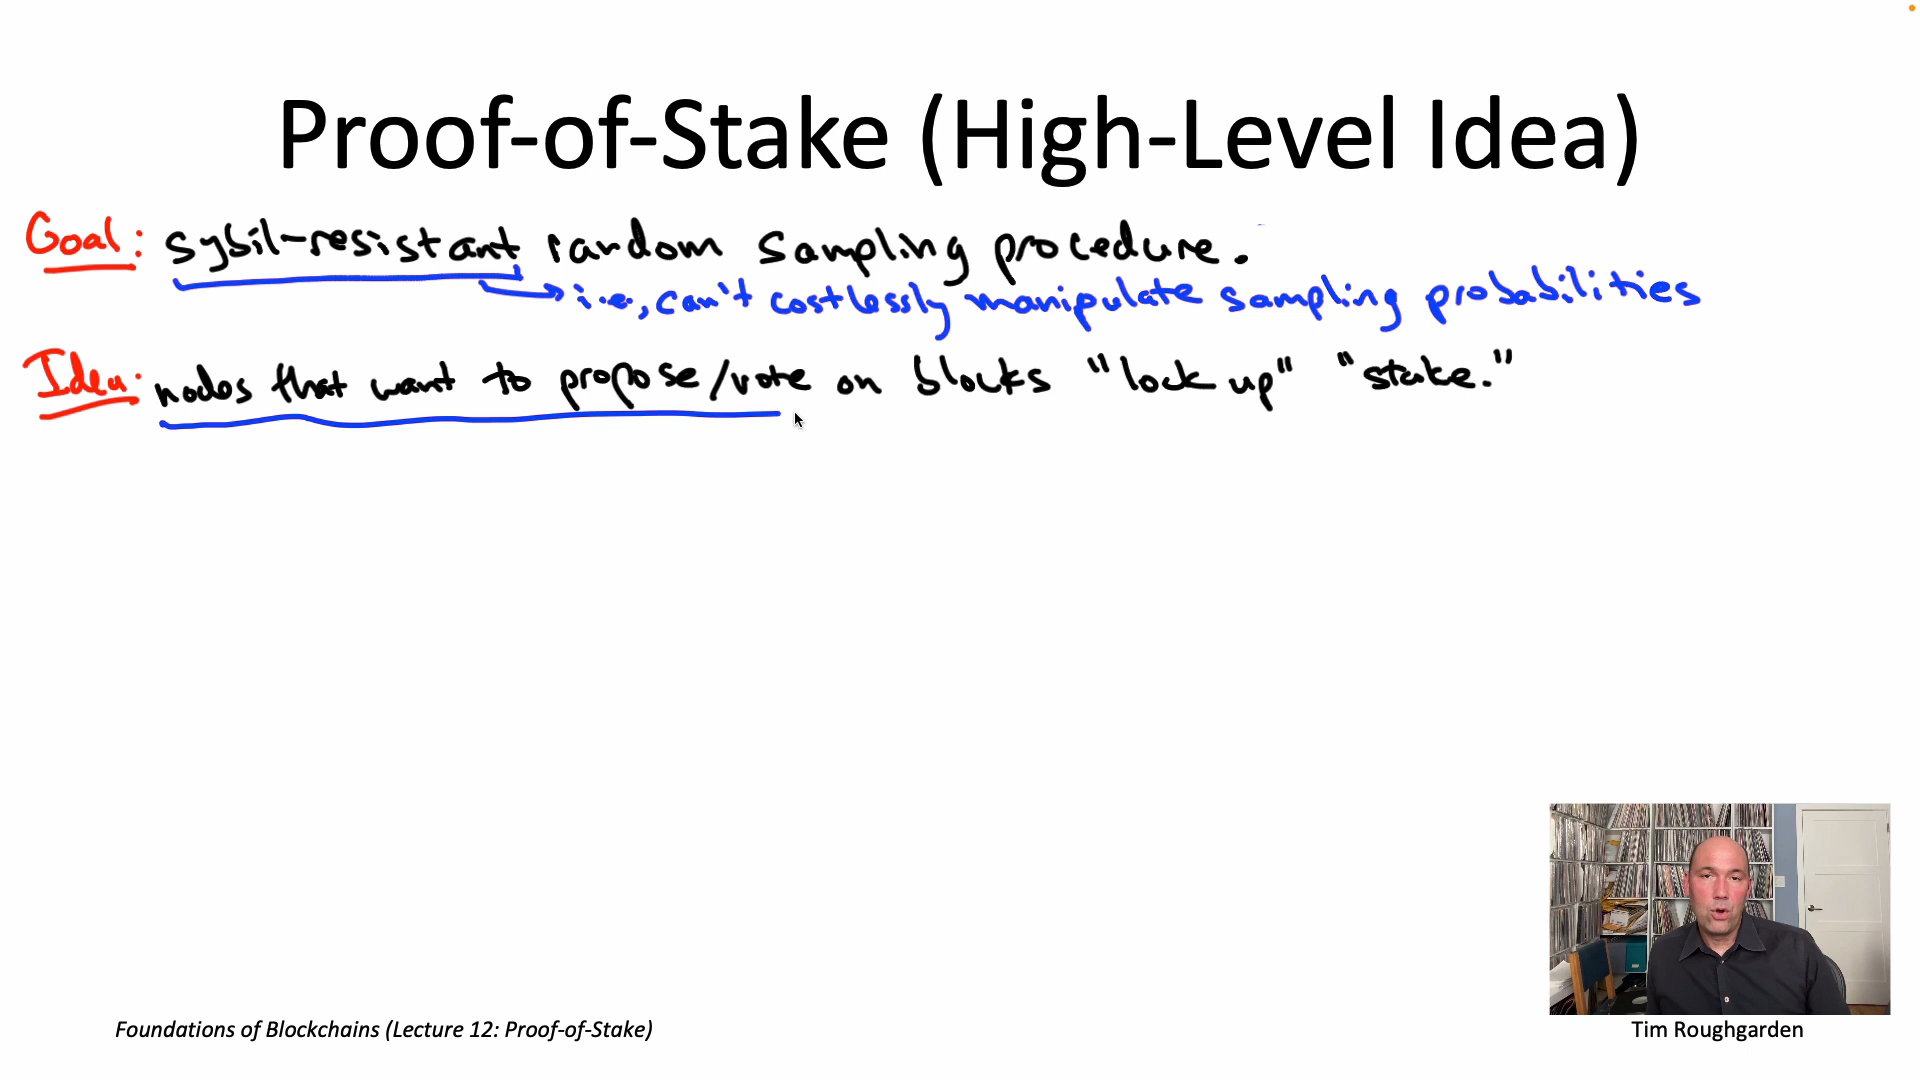 Proof-of-Stake (High-Level Idea)
Goal: sybil-resistant random sampling procedure.
i.e., can't costlessly manipulate sampling probabilities
Idea: nodes that want to propose/vote on blocks "lock up" "stake."
Foundations of Blockchains (Lecture 12: Proof-of-Stake)
Tim Roughgarden